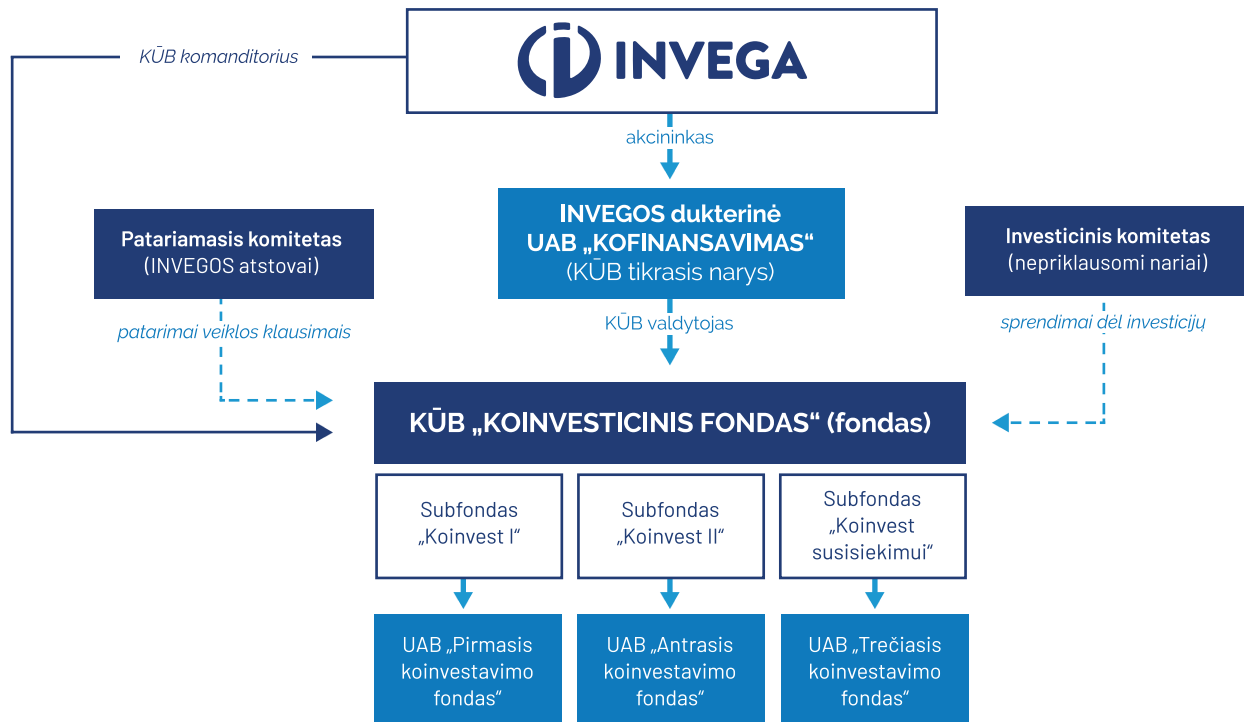 INVEGA
KŪB komanditorius
akcininkas
Patariamasis komitetas
(INVEGOS atstovai)
INVEGOS dukterinė
UAB „KOFINANSAVIMAS“
(KŪB tikrasis narys)
Investicinis komitetas
(nepriklausomi nariai)
patarimai veiklos klausimais
KŪB valdytojas
sprendimai dėl investicijų
KŪB „KOINVESTICINIS FONDAS“ (fondas)
Subfondas
„Koinvest I“
Subfondas
„Koinvest II“
Subfondas
„Koinvest
susisiekimui“
UAB „Pirmasis
koinvestavimo
fondas“
UAB „Antrasis
koinvestavimo
fondas“
UAB „Trečiasis
koinvestavimo
fondas“